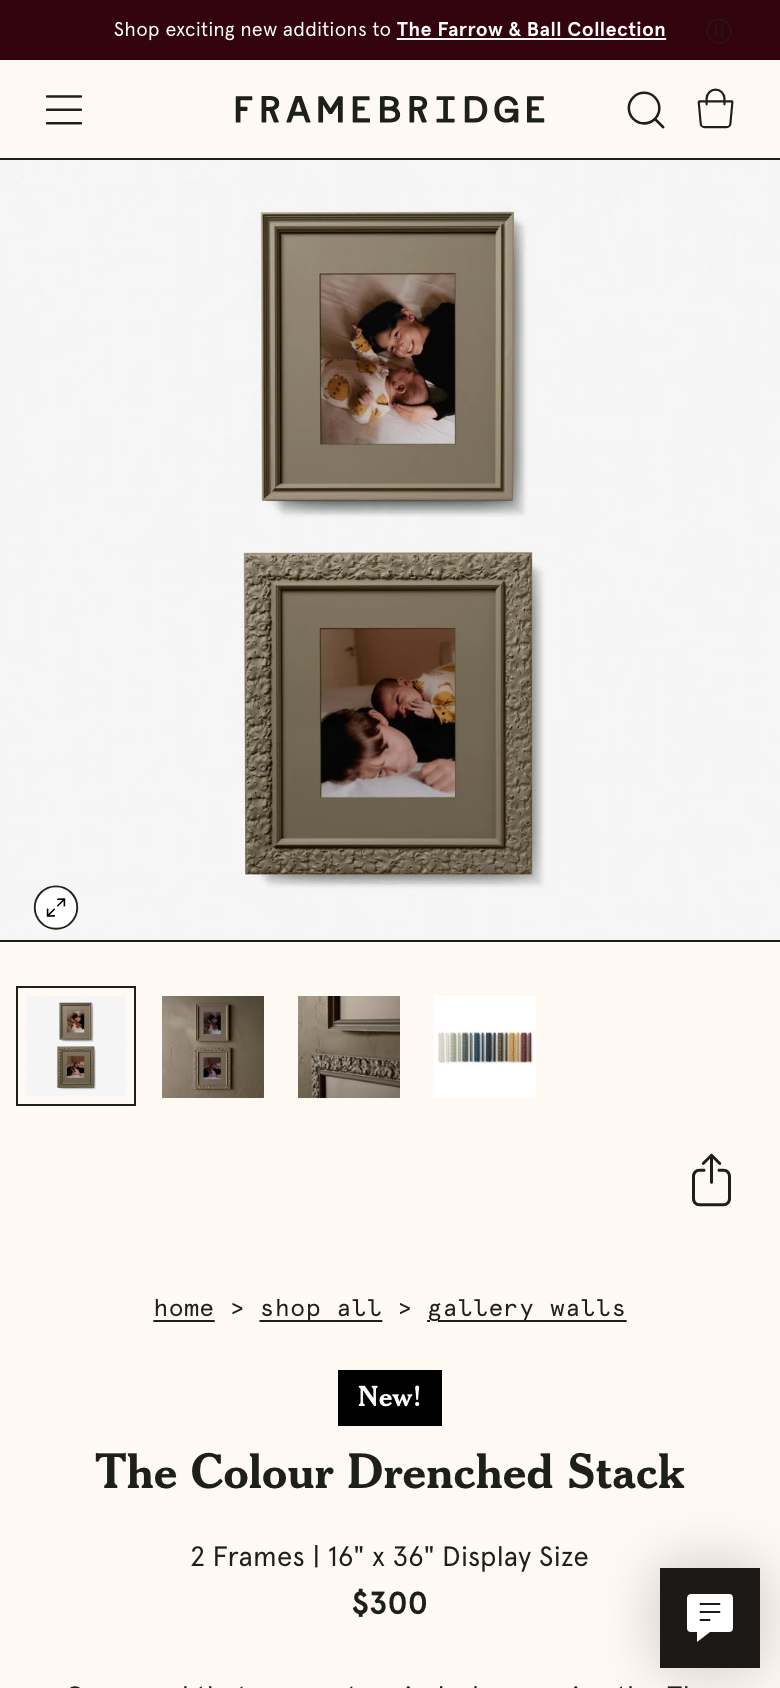 Shop exciting new additions to The Farrow & Ball Collection
FRAMEBRIDGE
home > shop all > gallery walls
New!
The Colour Drenched Stack
2 Frames | 16" x 36" Display Size
$300